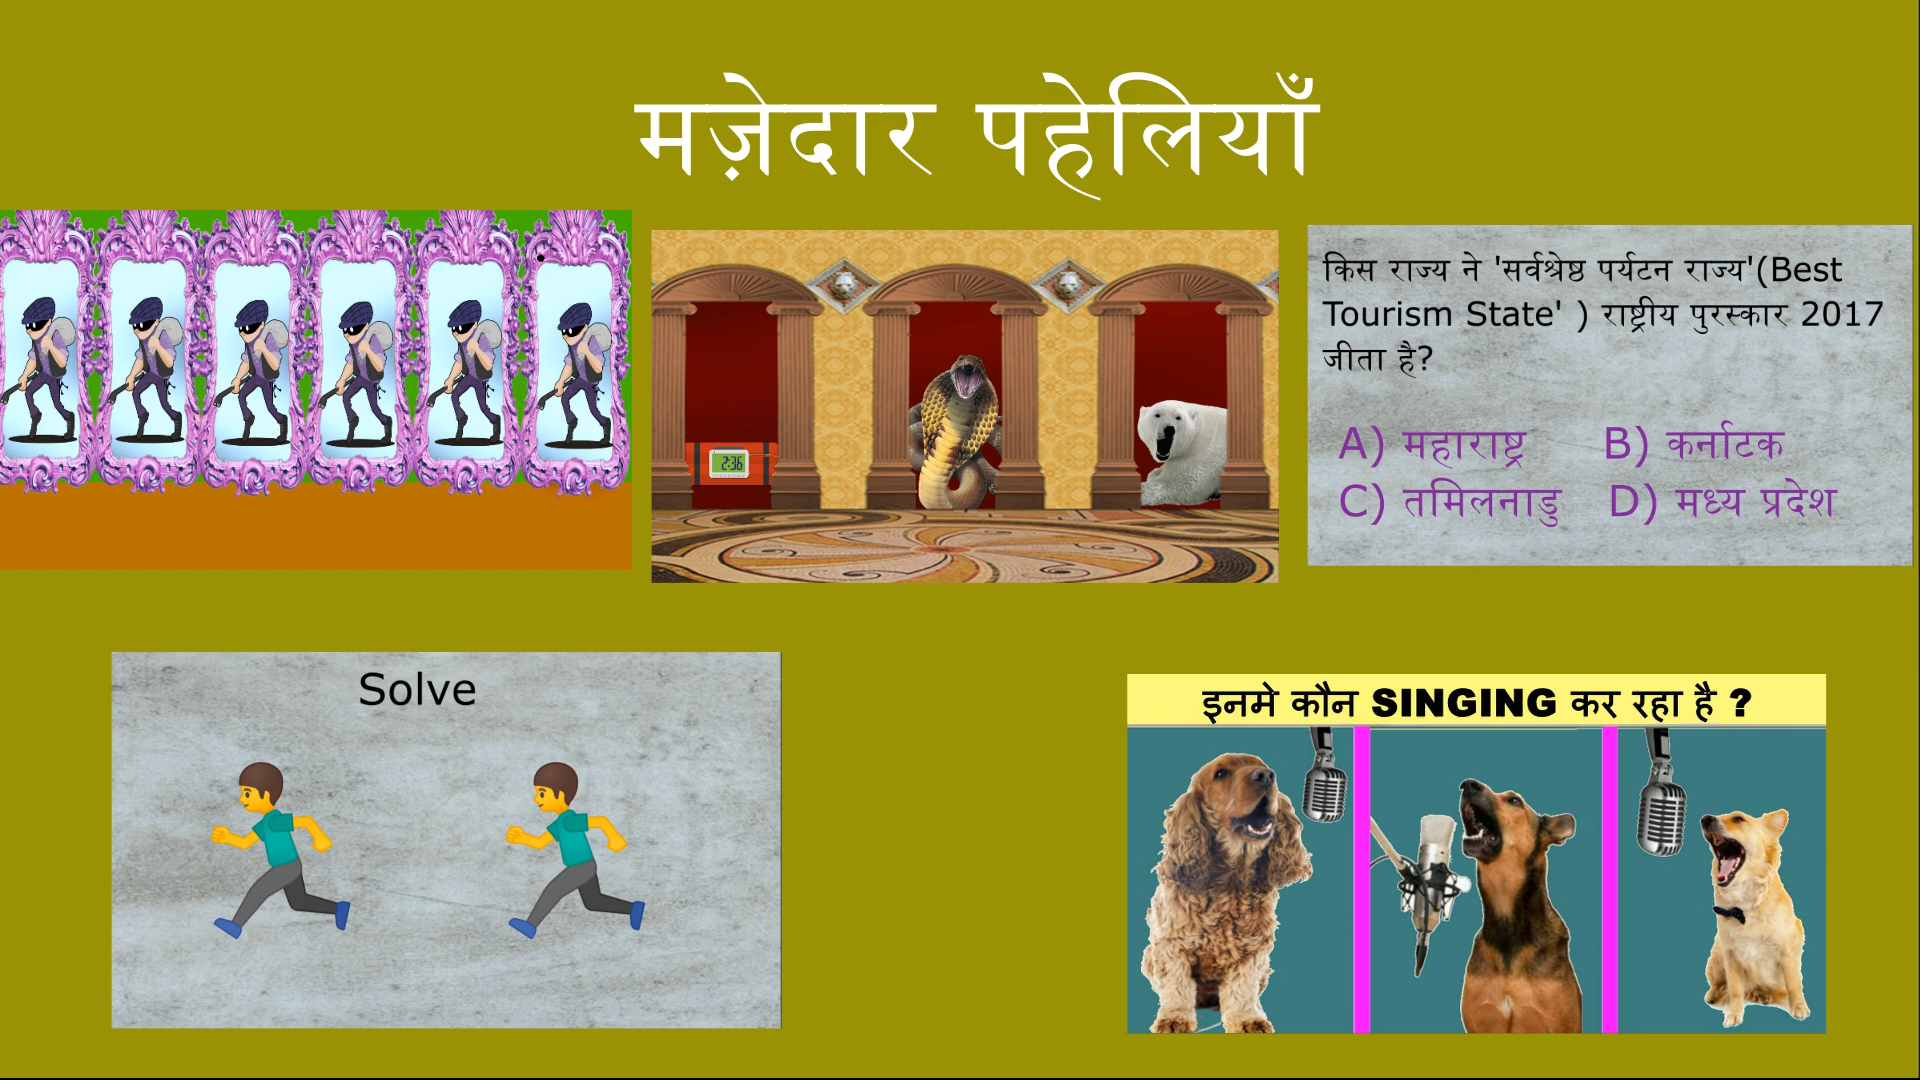 मज़ेदार पहेलियाँ
2:36
किस राज्य ने 'सर्वश्रेष्ठ पर्यटन राज्य'(Best
Tourism State' ) राष्ट्रीय पुरस्कार 2017
जीता है?
A) महाराष्ट्र B) कर्नाटक
C) तमिलनाडु D) मध्य प्रदेश
Solve
इनमे कौन SINGING कर रहा है ?